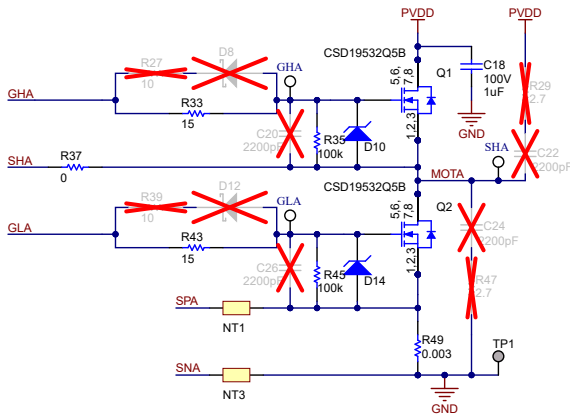 PVDD
PVDD
R27
10
D8
GHA
CSD19532Q5B
5,6,
7,8
Q1
C18
100V
1uF
R29
2.7
GHA
R33
15
C20
2200pF
R35
100k
D10
1,2,3
GND
SHA
SHA
R37
0
C22
2200pF
MOTA
R39
10
D12
GLA
CSD19532Q5B
5,6,
7,8
Q2
C24
2200pF
GLA
R43
15
C26
2200pF
R45
100k
D14
1,2,3
R47
2.7
SPA
NT1
R49
0.003
TP1
SNA
NT3
GND